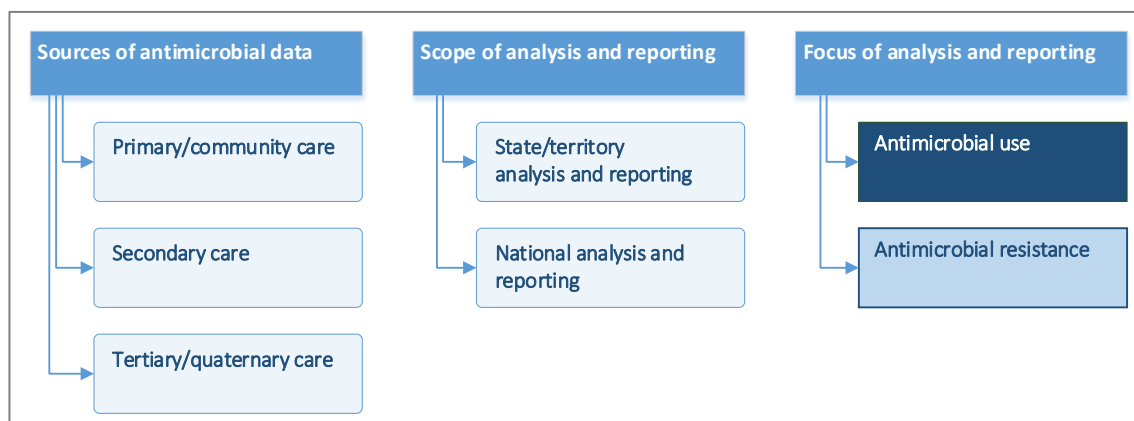 Sources of antimicrobial data
Primary/community care
Secondary care
Tertiary/quaternary care
Scope of analysis and reporting
State/territory
analysis and reporting
National analysis and
reporting
Focus of analysis and reporting
Antimicrobial use
Antimicrobial resistance